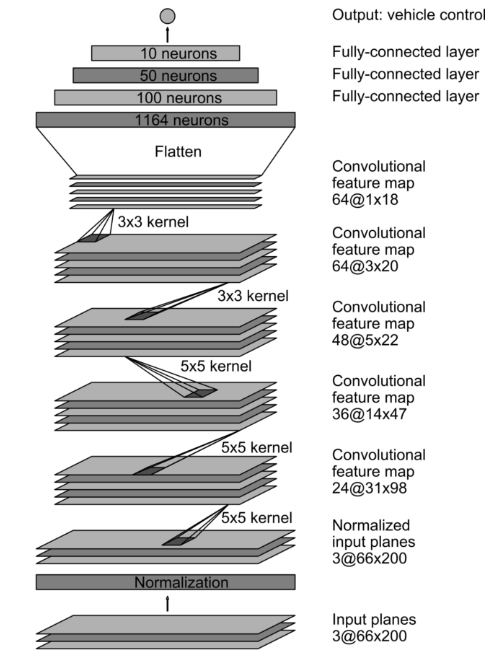 Output: vehicle control
10 neurons
Fully-connected layer
50 neurons
Fully-connected layer
100 neurons
Fully-connected layer
1164 neurons
Flatten
Convolutional
feature map
64@1x18
3x3 kernel
Convolutional
feature map
64@3x20
3x3 kernel
Convolutional
feature map
48@5x22
5x5 kernel
Convolutional
feature map
36@14x47
5x5 kernel
Convolutional
feature map
24@31x98
5x5 kernel
Normalized
input planes
3@66x200
Normalization
Input planes
3@66x200